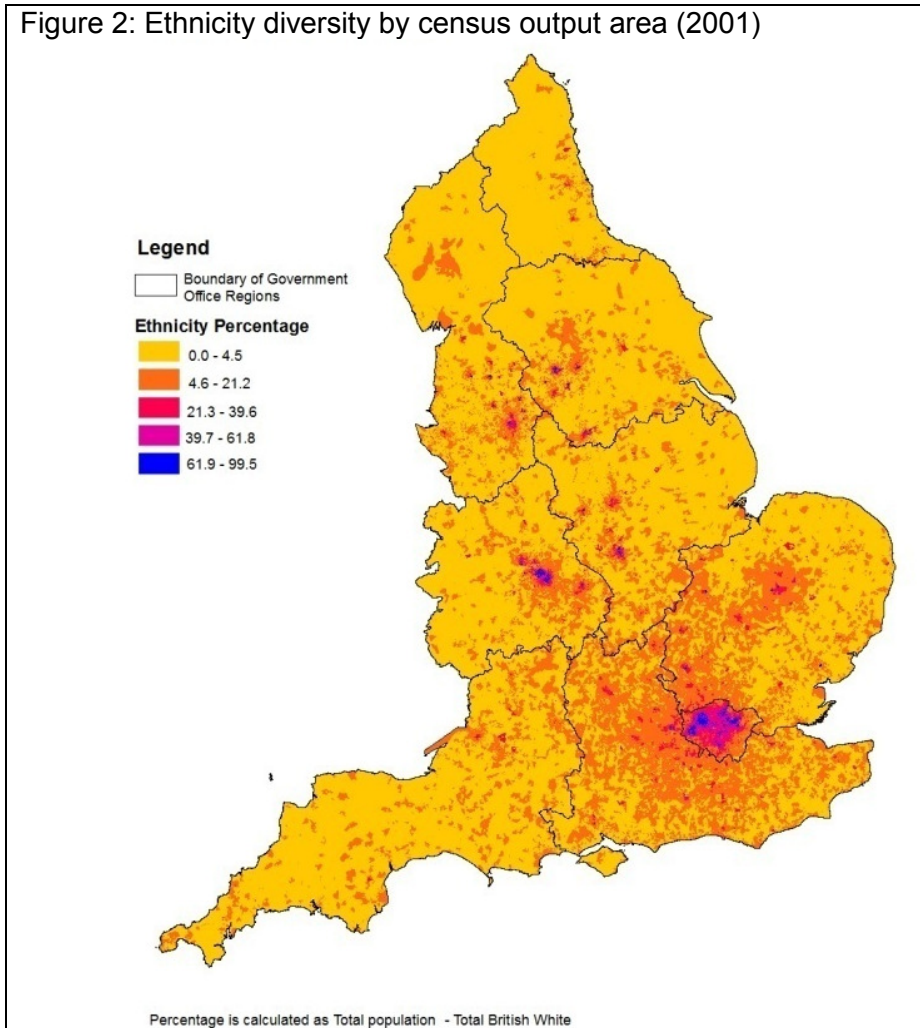 Figure 2: Ethnicity diversity by census output area (2001)
Legend
Boundary of Government
Office Regions
Ethnicity Percentage
0.0 - 4.5
4.6 - 21.2
21.3 - 39.6
39.7 - 61.8
61.9 - 99.5
Percentage is calculated as Total population - Total British White